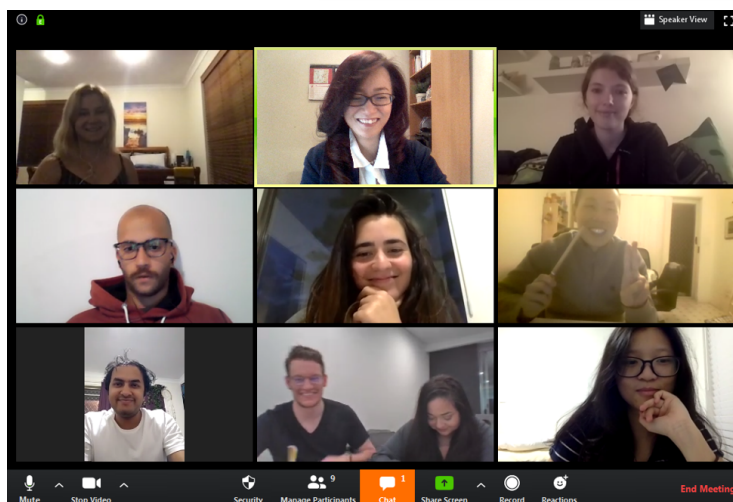 Speaker View
9
1
Mute
Stop Video
Security
Manage Participants
Chat
Share Screen
Record
Reactions
End Meeting